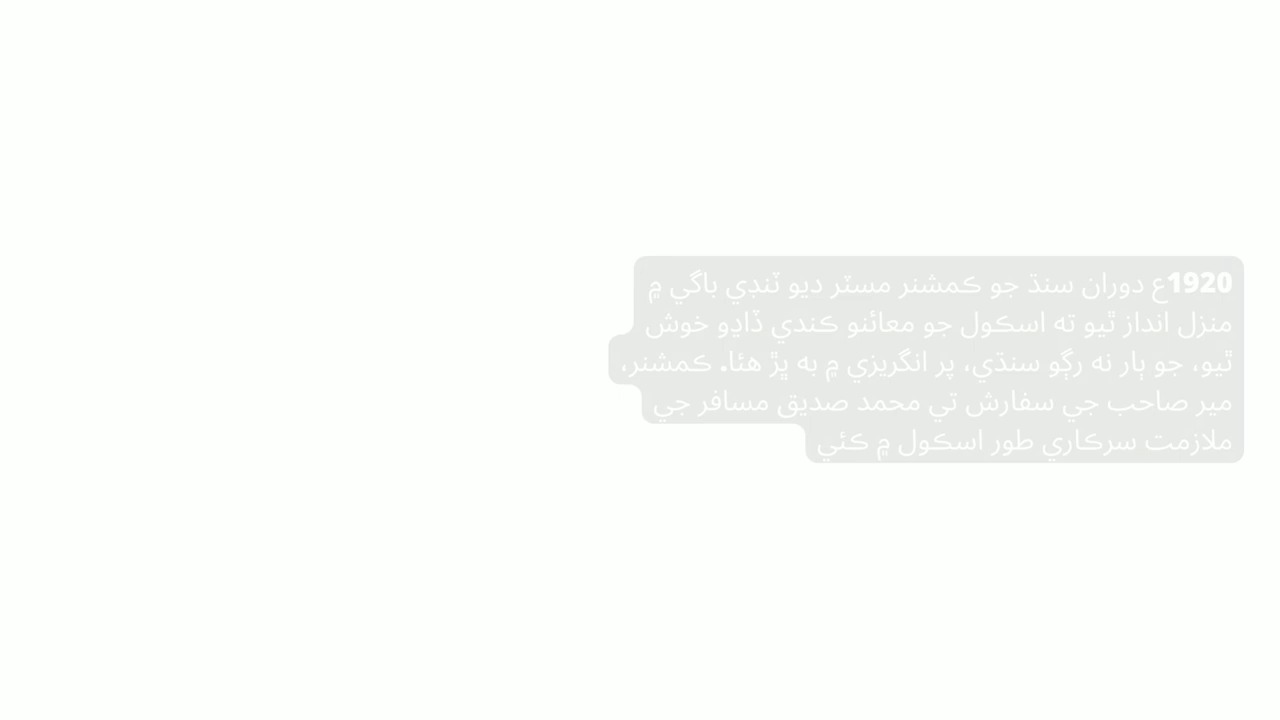 1920ع دوران سنڌ جو ڪمشنر مسٽر ديو ٽنڊي باگي ۾
منزل انداز ٿيو ته اسڪول جو معائنو ڪندي ڏاڍو خوش
ٿيو، جو ٻار نه رڳو سنڌي، پر انگريزي ۾ به ڀڙ هئا. ڪمشنر،
مير صاحب جي سفارش تي محمد صديق مسافر جي
ملازمت سرڪاري طور اسڪول ۾ ڪئي